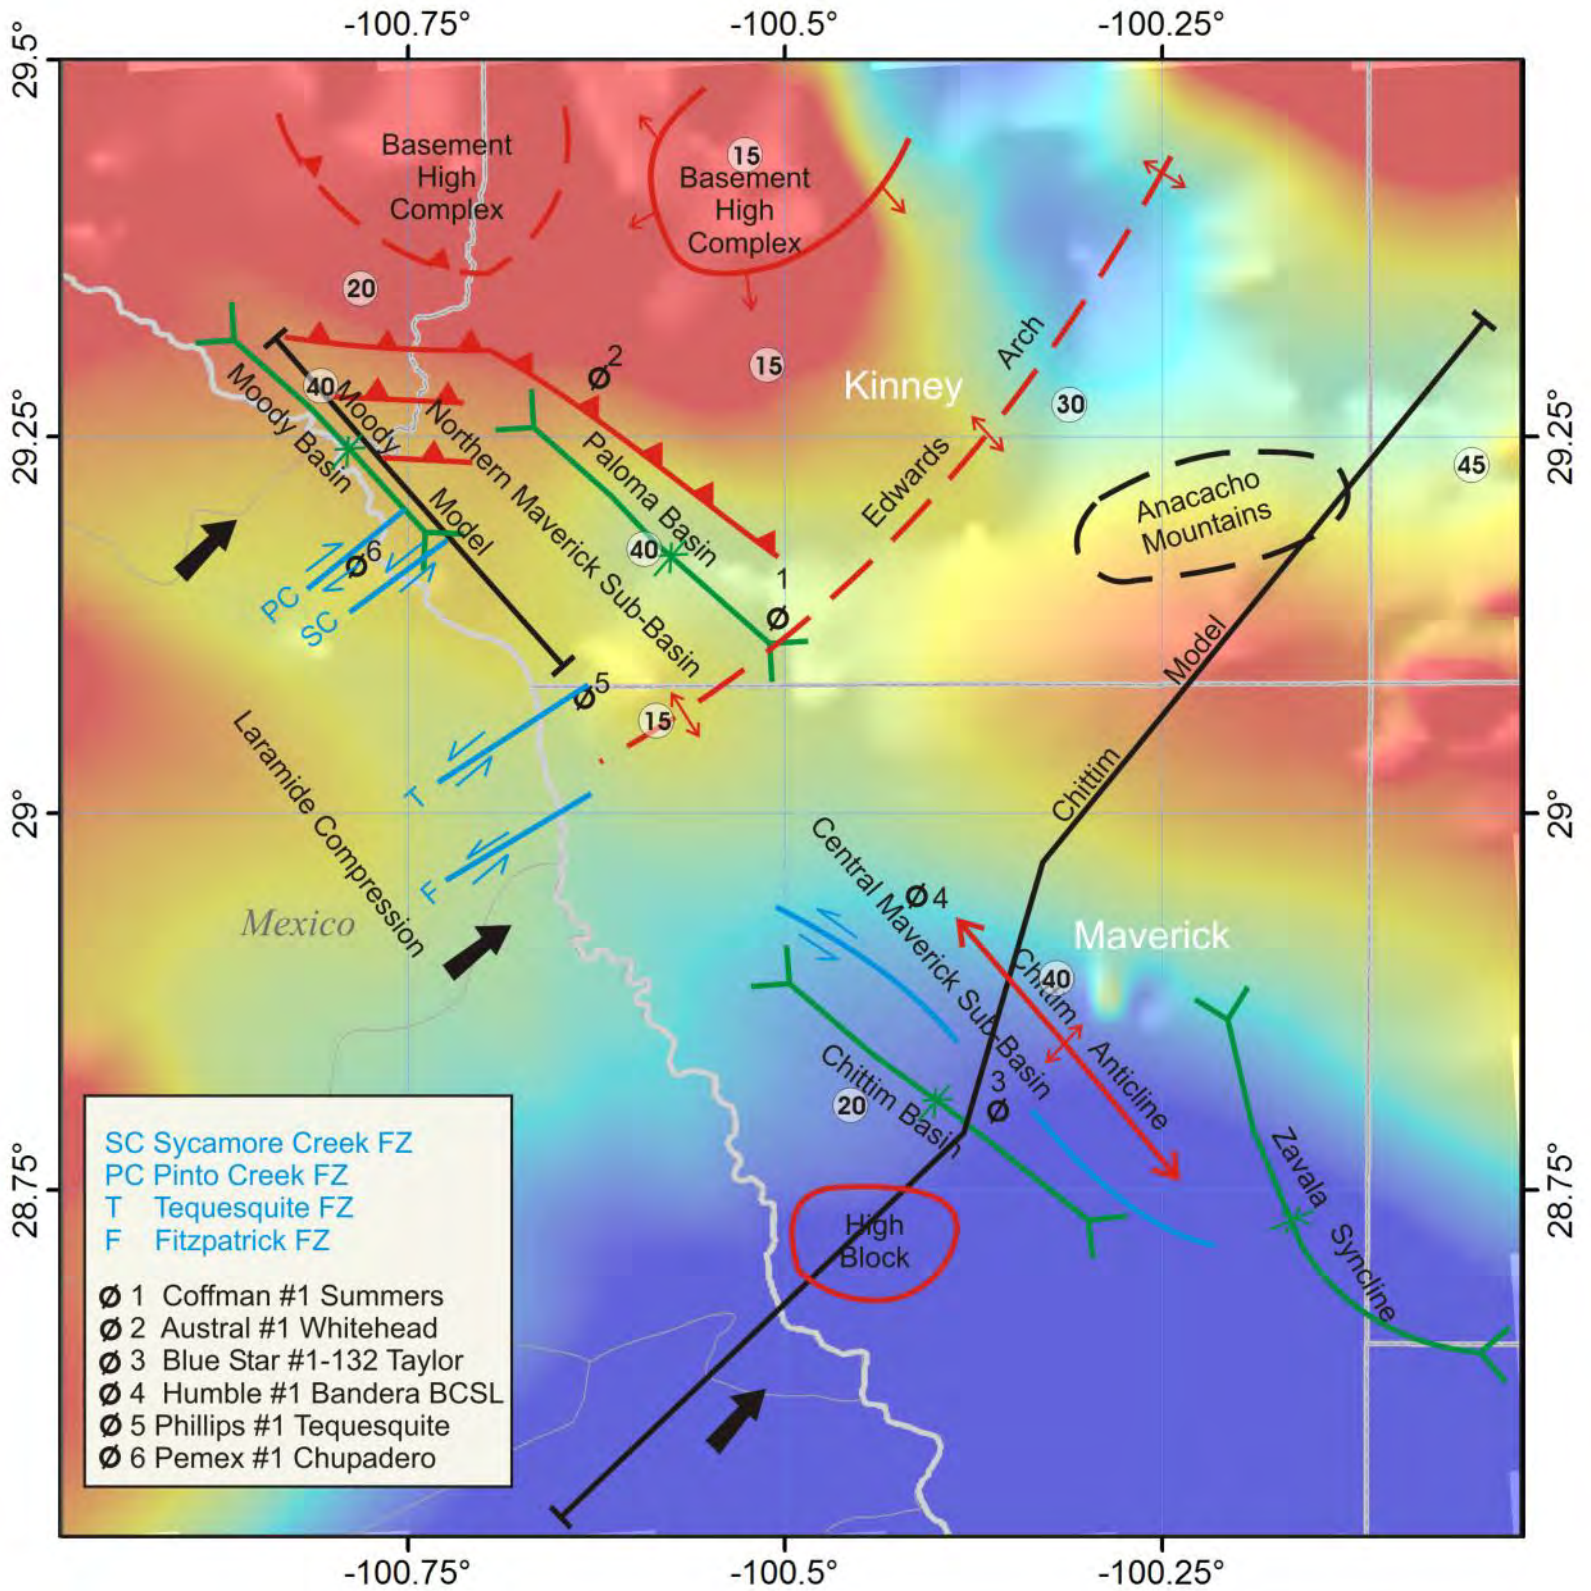 -100.75°
-100.5°
-100.25°
29.5°
Basement
High
Complex
15
Basement
High
Complex
20
2
15
Kinney
Arch
30
40
Moody Basin
Moody
Model
Northern Maverick Sub-Basin
Paloma Basin
40
Edwards
29.25°
29.25°
45
Anacacho
Mountains
6
PC
SC
1
5
15
Model
Chittim
T
F
Laramide Compression
Mexico
29°
29°
Central Maverick Sub-Basin
4
Maverick
40
Chittim
Anticline
Chittim Basin
20
3
Zavala
Syncline
High
Block
28.75°
28.75°
SC Sycamore Creek FZ
PC Pinto Creek FZ
T Tequesquite FZ
F Fitzpatrick FZ
Ø 1 Coffman #1 Summers
Ø 2 Austral #1 Whitehead
Ø 3 Blue Star #1-132 Taylor
Ø 4 Humble #1 Bandera BCSL
Ø 5 Phillips #1 Tequesquite
Ø 6 Pemex #1 Chupadero
-100.75°
-100.5°
-100.25°